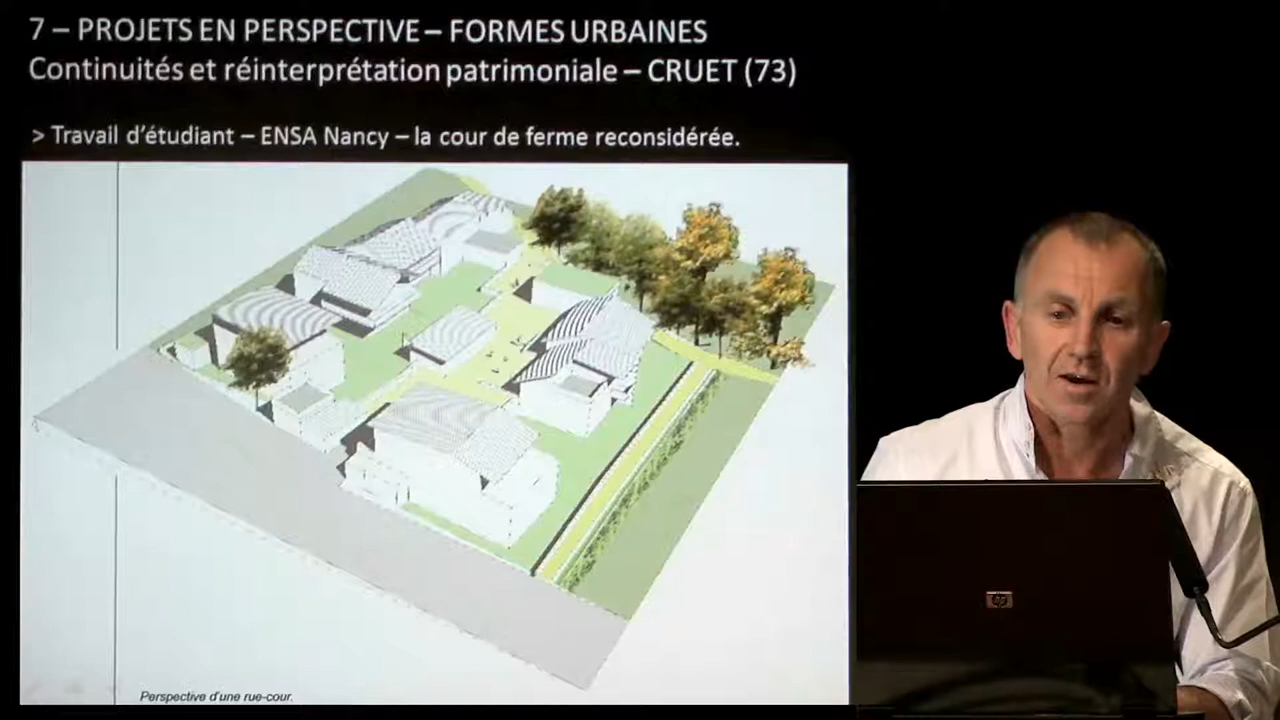 7 – PROJETS EN PERSPECTIVE – FORMES URBAINES
Continuités et réinterprétation patrimoniale – CRUET (73)
> Travail d'étudiant – ENSA Nancy – la cour de ferme reconsidérée.
Perspective d'une rue-cour.
hp